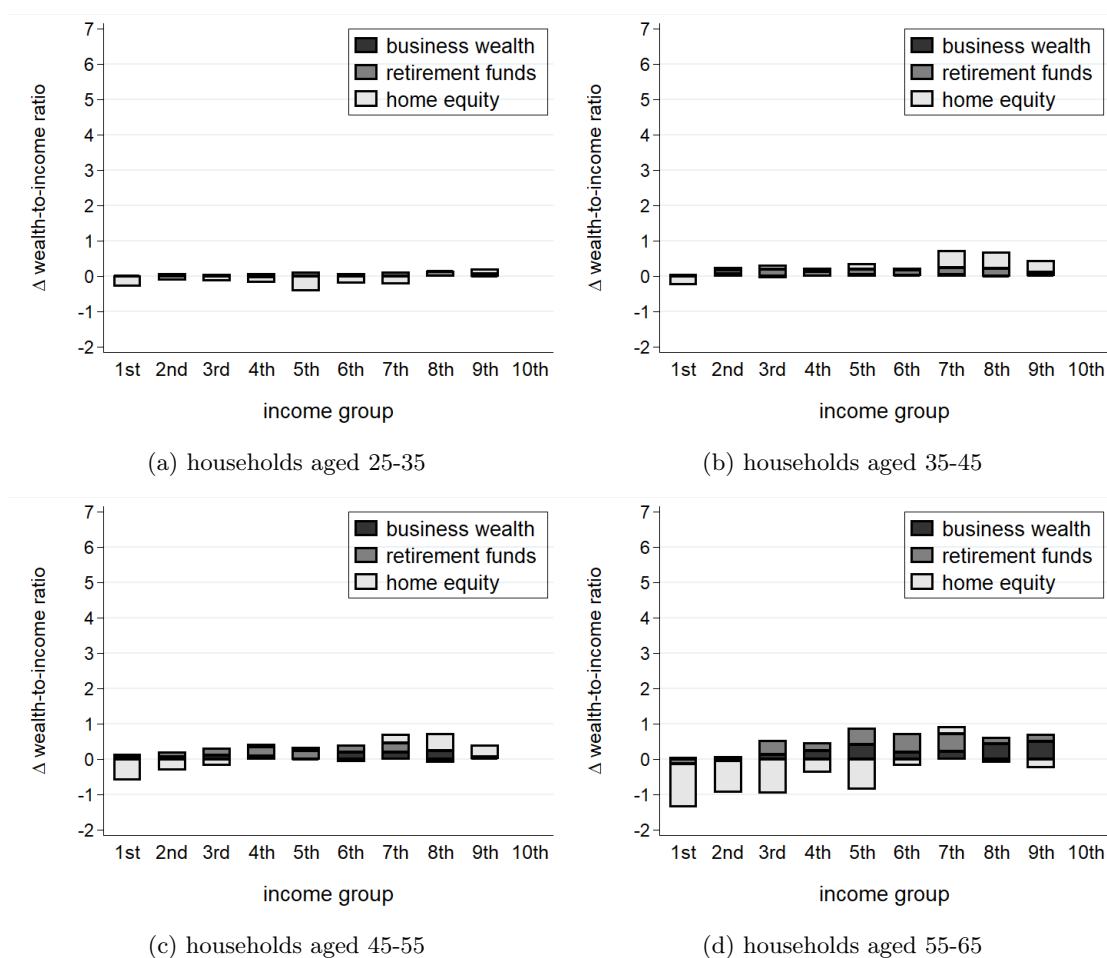 7
6
5
4
3
2
1
0
-1
-2
Δ wealth-to-income ratio
business wealth
retirement funds
home equity
1st 2nd 3rd 4th 5th 6th 7th 8th 9th 10th
income group
(a) households aged 25-35
7
6
5
4
3
2
1
0
-1
-2
Δ wealth-to-income ratio
business wealth
retirement funds
home equity
1st 2nd 3rd 4th 5th 6th 7th 8th 9th 10th
income group
(b) households aged 35-45
7
6
5
4
3
2
1
0
-1
-2
Δ wealth-to-income ratio
business wealth
retirement funds
home equity
1st 2nd 3rd 4th 5th 6th 7th 8th 9th 10th
income group
(c) households aged 45-55
7
6
5
4
3
2
1
0
-1
-2
Δ wealth-to-income ratio
business wealth
retirement funds
home equity
1st 2nd 3rd 4th 5th 6th 7th 8th 9th 10th
income group
(d) households aged 55-65